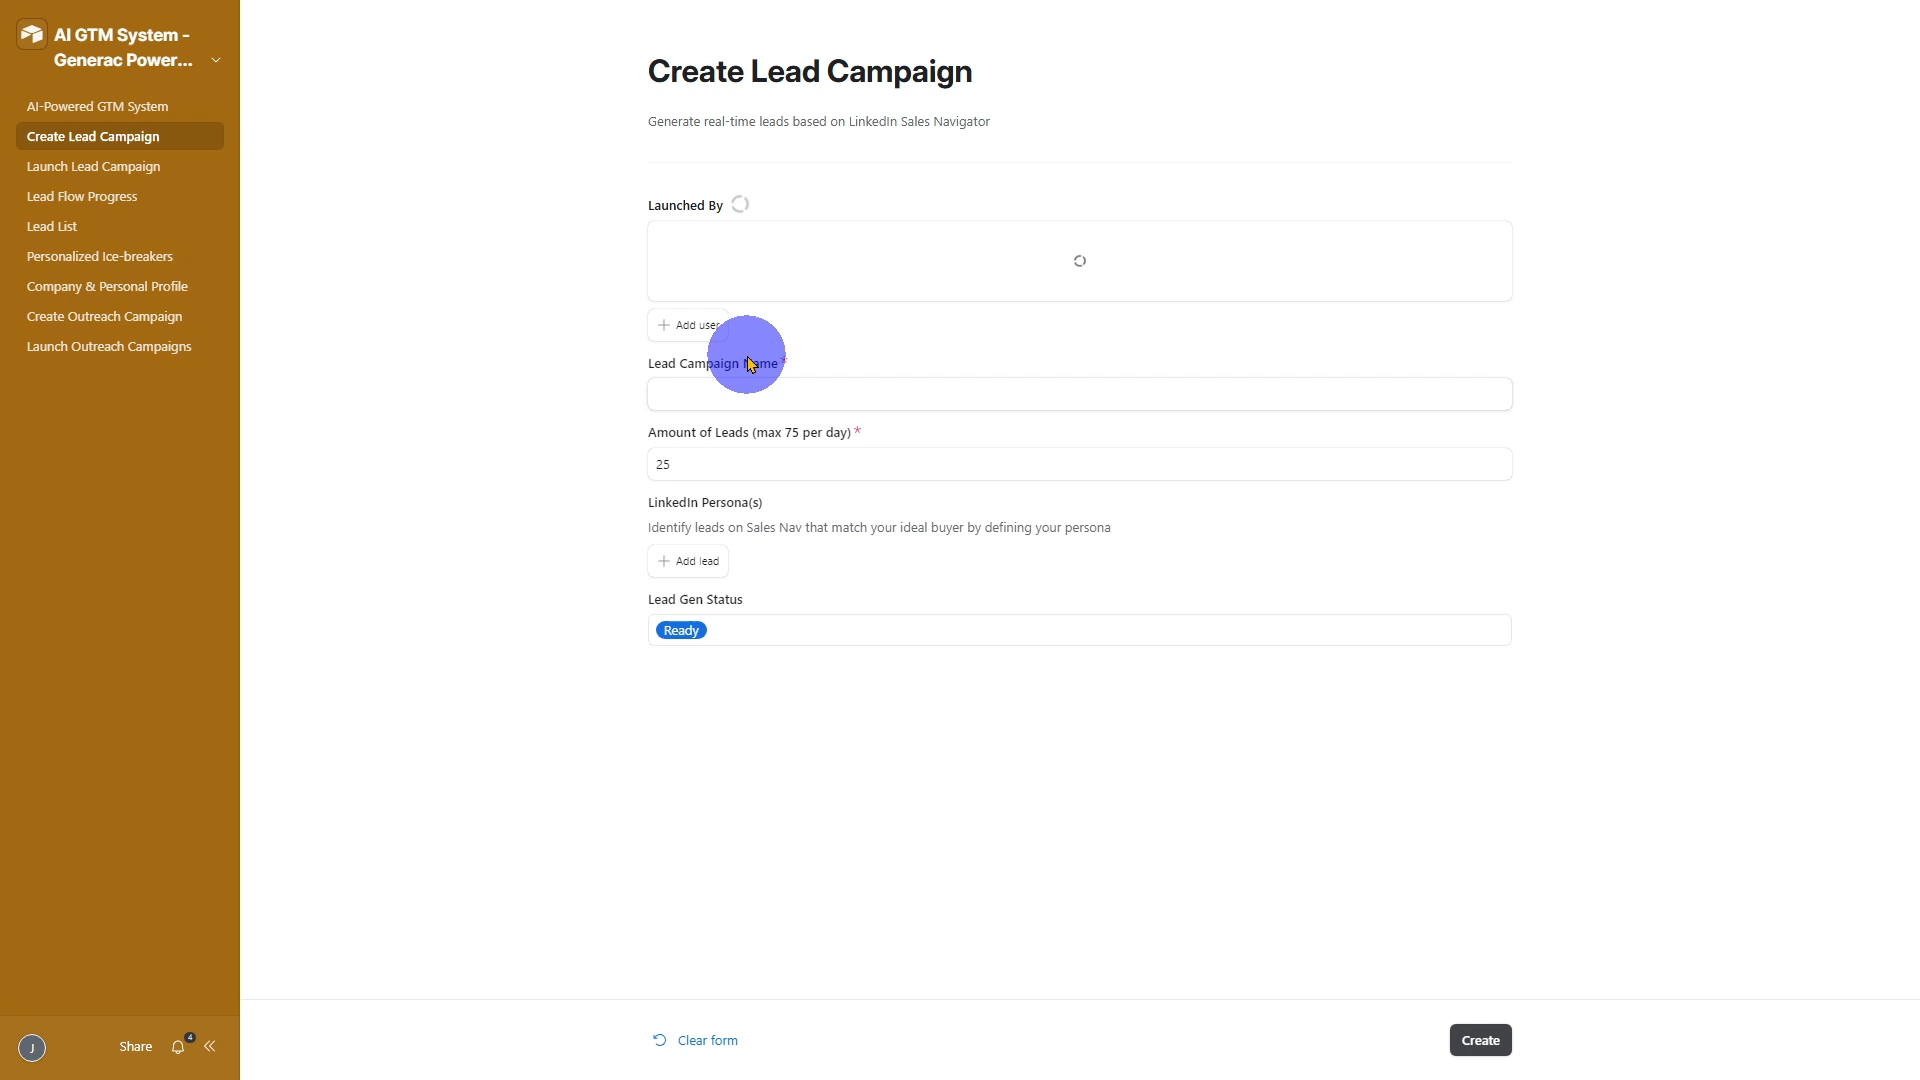 AI GTM System -
Generac Power...
AI-Powered GTM System
Create Lead Campaign
Launch Lead Campaign
Lead Flow Progress
Lead List
Personalized Ice-breakers
Company & Personal Profile
Create Outreach Campaign
Launch Outreach Campaigns
J
Share
4
Create Lead Campaign
Generate real-time leads based on LinkedIn Sales Navigator
Launched By
Add user
Lead Campaign Name *
Amount of Leads (max 75 per day) *
25
LinkedIn Persona(s)
Identify leads on Sales Nav that match your ideal buyer by defining your persona
Add lead
Lead Gen Status
Ready
Clear form
Create